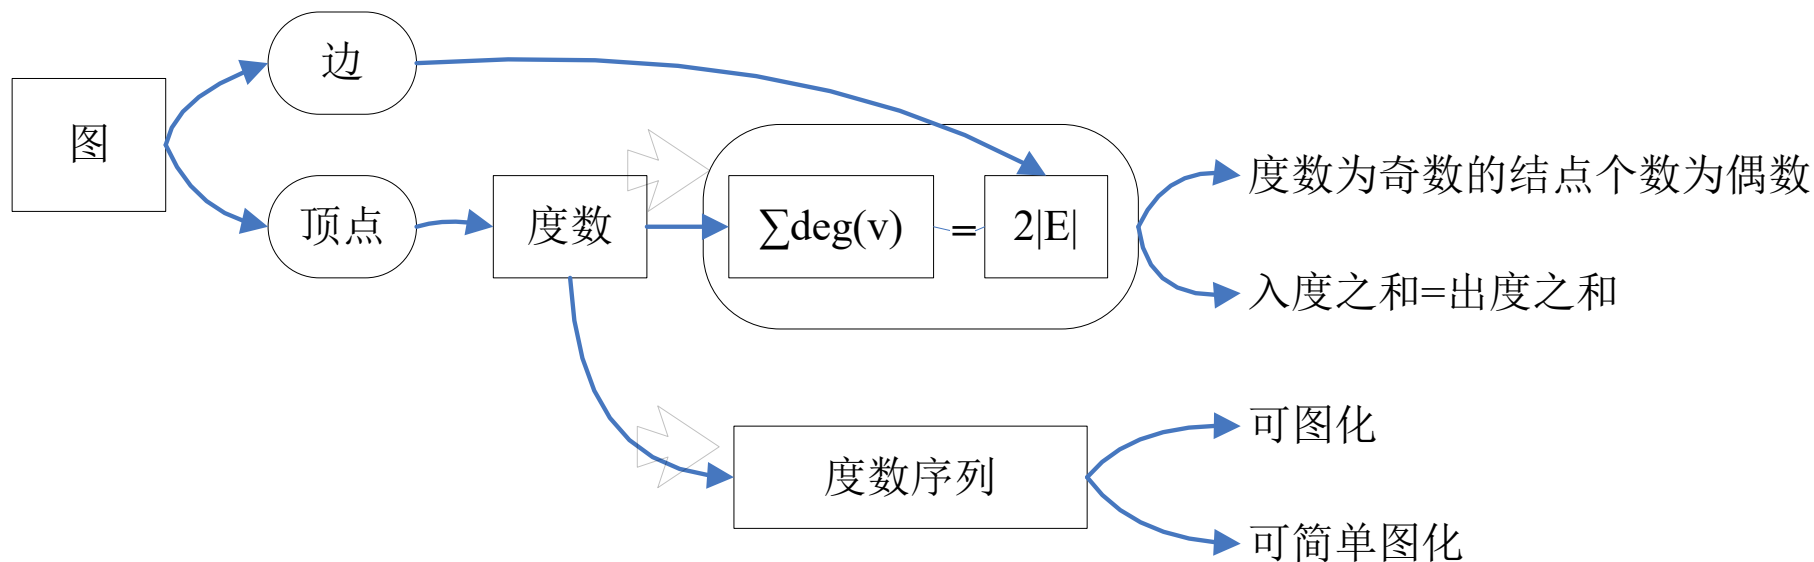 图
边
顶点
度数
∑deg(v)
=
2|E|
度数为奇数的结点个数为偶数
入度之和=出度之和
度数序列
可图化
可简单图化